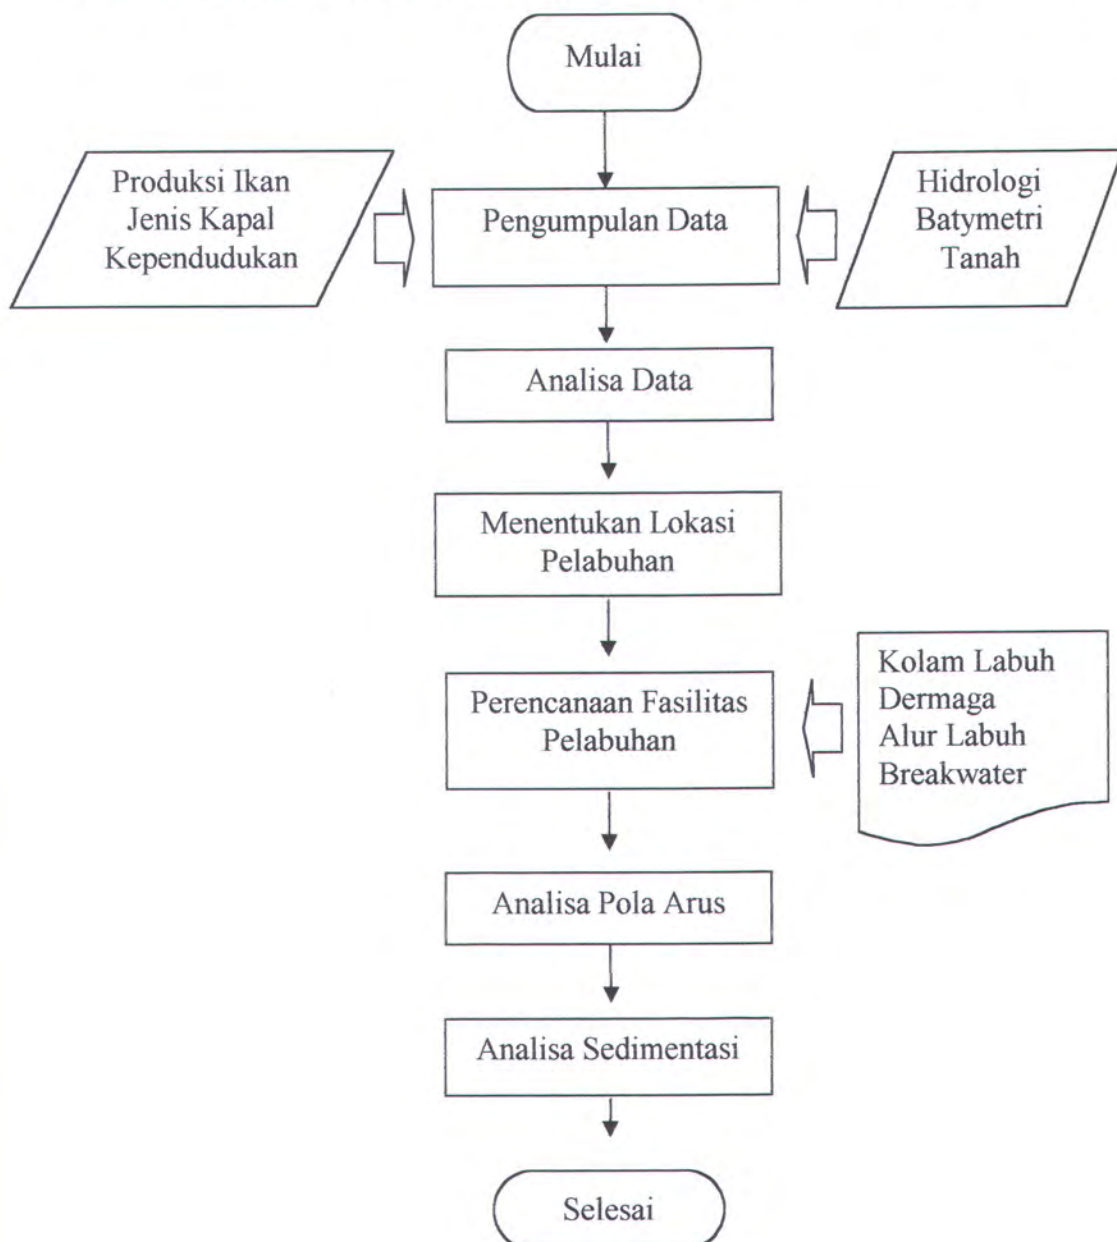 Mulai
Produksi Ikan
Jenis Kapal
Kependudukan
Pengumpulan Data
Hidrologi
Batymetri
Tanah
Analisa Data
Menentukan Lokasi
Pelabuhan
Perencanaan Fasilitas
Pelabuhan
Kolam Labuh
Dermaga
Alur Labuh
Breakwater
Analisa Pola Arus
Analisa Sedimentasi
Selesai